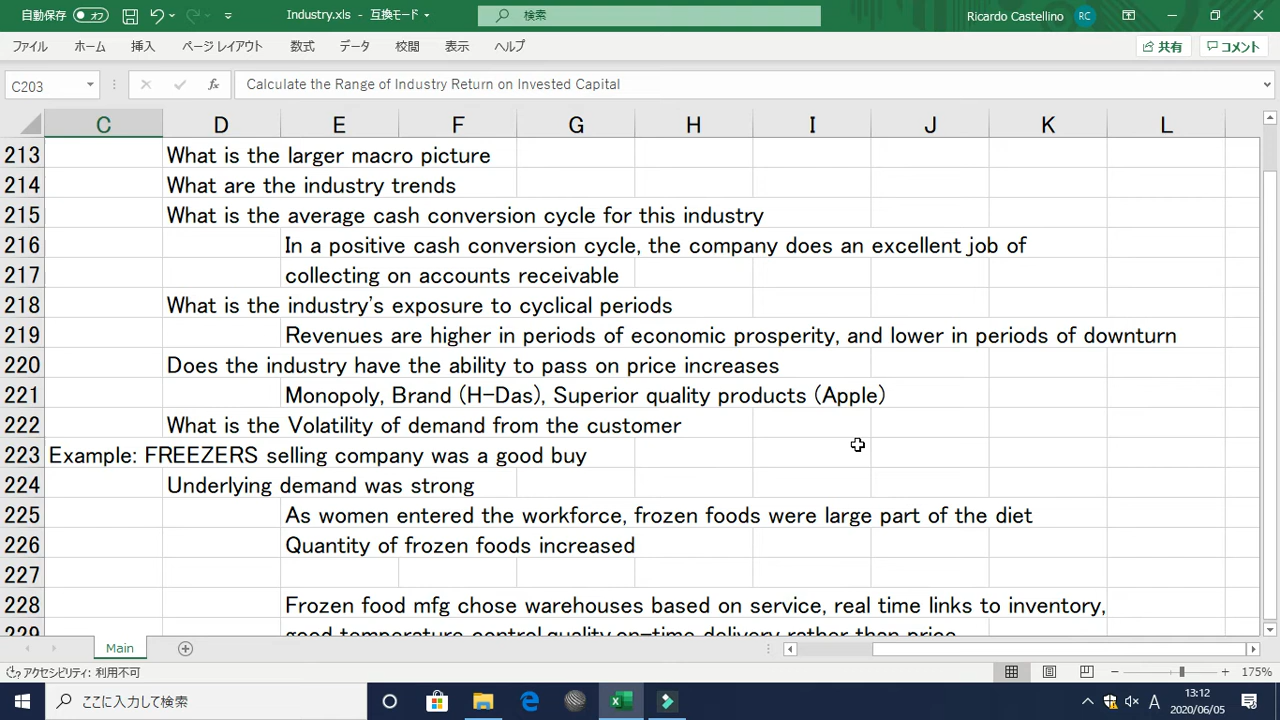 自動保存 オフ Industry.xls - 互換モード 検索 Ricardo Castellino RC
ファイル ホーム 挿入 ページ レイアウト 数式 データ 校閲 表示 ヘルプ 共有 コメント
C203 fx Calculate the Range of Industry Return on Invested Capital
C D E F G H I J K L
213 What is the larger macro picture
214 What are the industry trends
215 What is the average cash conversion cycle for this industry
216 In a positive cash conversion cycle, the company does an excellent job of
217 collecting on accounts receivable
218 What is the industry's exposure to cyclical periods
219 Revenues are higher in periods of economic prosperity, and lower in periods of downturn
220 Does the industry have the ability to pass on price increases
221 Monopoly, Brand (H-Das), Superior quality products (Apple)
222 What is the Volatility of demand from the customer
223 Example: FREEZERS selling company was a good buy
224 Underlying demand was strong
225 As women entered the workforce, frozen foods were large part of the diet
226 Quantity of frozen foods increased
227
228 Frozen food mfg chose warehouses based on service, real time links to inventory,
229 good temperature control quality on-time delivery rather than price
Main
アクセシビリティ: 利用不可 175%
ここに入力して検索 A 13:12
2020/06/05